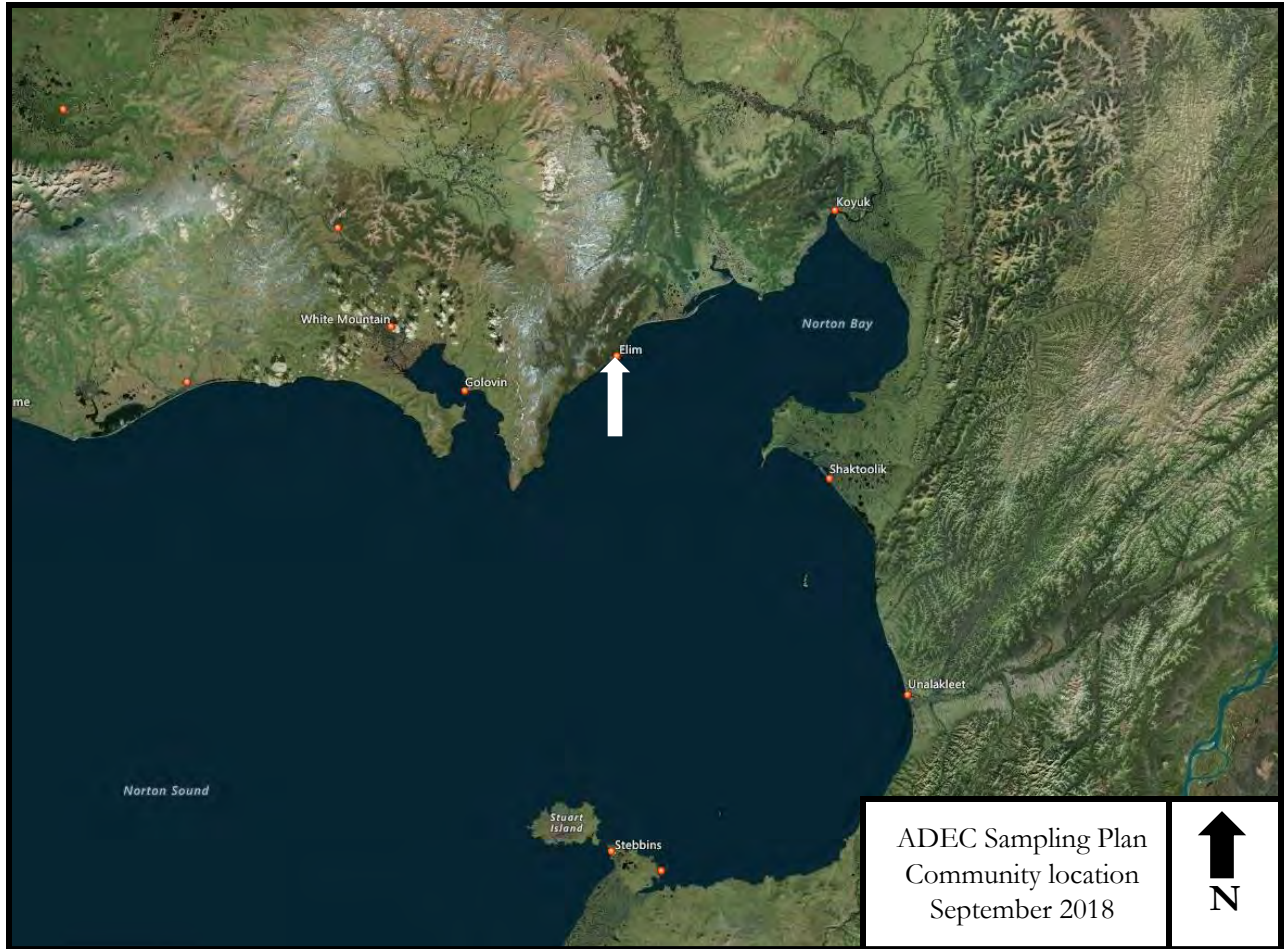 Koyuk
White Mountain
Norton Bay
Elim
Golovin
me
Shaktoolik
Unalakleet
Norton Sound
Stuart
Island
Stebbins
ADEC Sampling Plan
Community location
September 2018
N